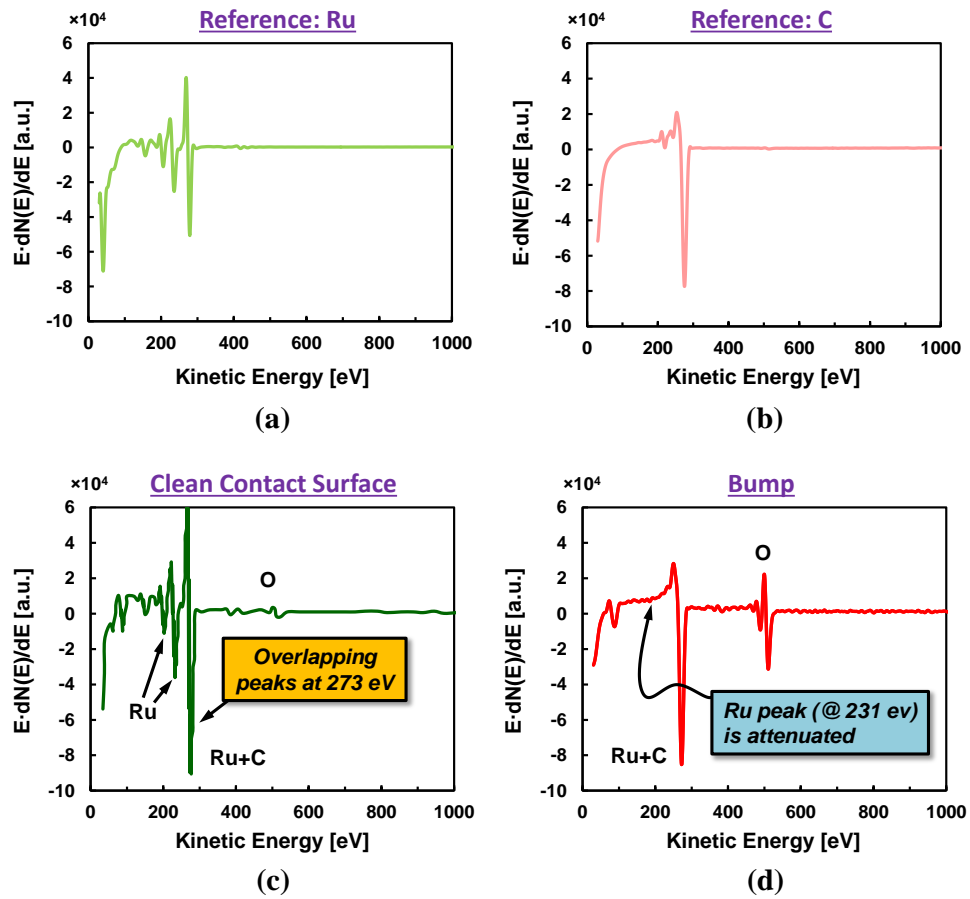 Reference: Ru
×10⁴
6
4
2
0
-2
-4
-6
-8
-10
E·dN(E)/dE [a.u.]
0 200 400 600 800 1000
Kinetic Energy [eV]
(a)
Reference: C
×10⁴
6
4
2
0
-2
-4
-6
-8
-10
E·dN(E)/dE [a.u.]
0 200 400 600 800 1000
Kinetic Energy [eV]
(b)
Clean Contact Surface
×10⁴
6
4
2
0
-2
-4
-6
-8
-10
E·dN(E)/dE [a.u.]
O
Ru
Overlapping
peaks at 273 eV
Ru+C
0 200 400 600 800 1000
Kinetic Energy [eV]
(c)
Bump
×10⁴
6
4
2
0
-2
-4
-6
-8
-10
E·dN(E)/dE [a.u.]
O
Ru peak (@ 231 ev)
is attenuated
Ru+C
0 200 400 600 800 1000
Kinetic Energy [eV]
(d)